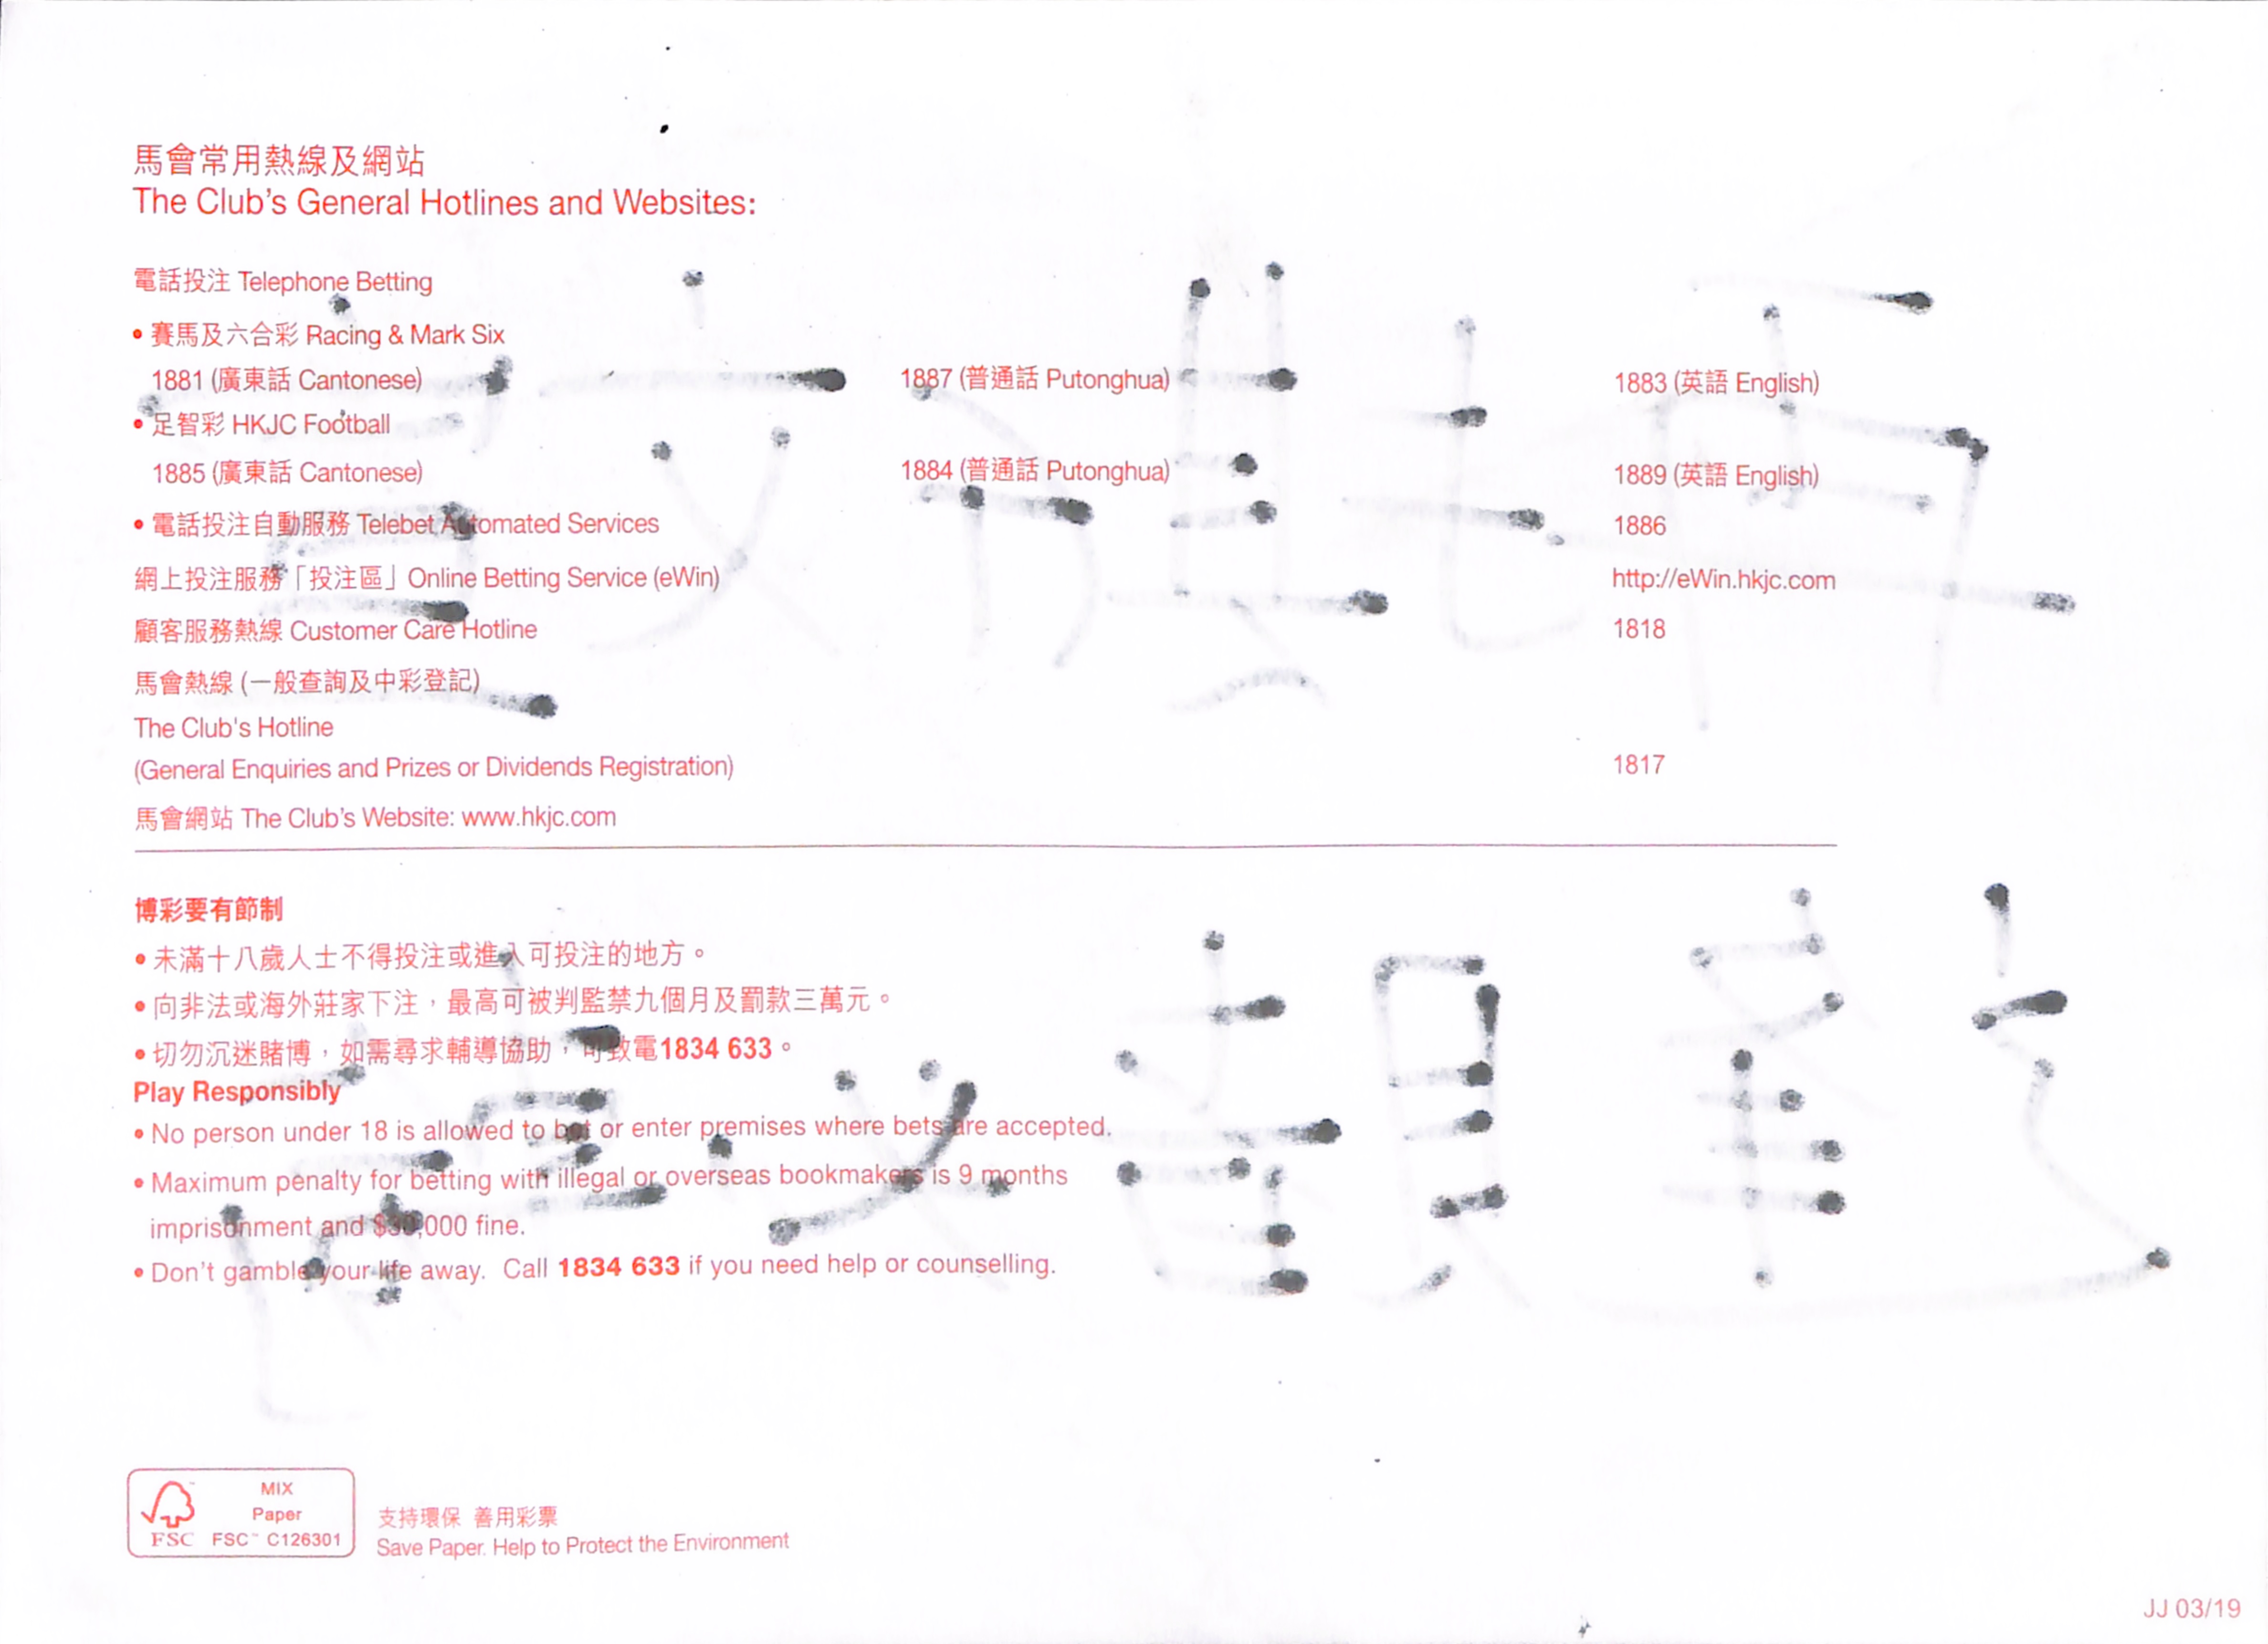 馬會常用熱線及網站
The Club's General Hotlines and Websites:
電話投注 Telephone Betting
• 賽馬及六合彩 Racing & Mark Six
1881 (廣東話 Cantonese) 1887 (普通話 Putonghua) 1883 (英語 English)
• 足智彩 HKJC Football
1885 (廣東話 Cantonese) 1884 (普通話 Putonghua) 1889 (英語 English)
• 電話投注自動服務 Telebet Automated Services 1886
網上投注服務「投注區」Online Betting Service (eWin) http://eWin.hkjc.com
顧客服務熱線 Customer Care Hotline 1818
馬會熱線 (一般查詢及中彩登記)
The Club's Hotline
(General Enquiries and Prizes or Dividends Registration) 1817
馬會網站 The Club's Website: www.hkjc.com
博彩要有節制
• 未滿十八歲人士不得投注或進入可投注的地方。
• 向非法或海外莊家下注，最高可被判監禁九個月及罰款三萬元。
• 切勿沉迷賭博，如需尋求輔導協助，可致電1834 633。
Play Responsibly
• No person under 18 is allowed to bet or enter premises where bets are accepted.
• Maximum penalty for betting with illegal or overseas bookmakers is 9 months
imprisonment and $30,000 fine.
• Don't gamble your life away. Call 1834 633 if you need help or counselling.
MIX
Paper
FSC FSC™ C126301
支持環保 善用彩票
Save Paper. Help to Protect the Environment
JJ 03/19